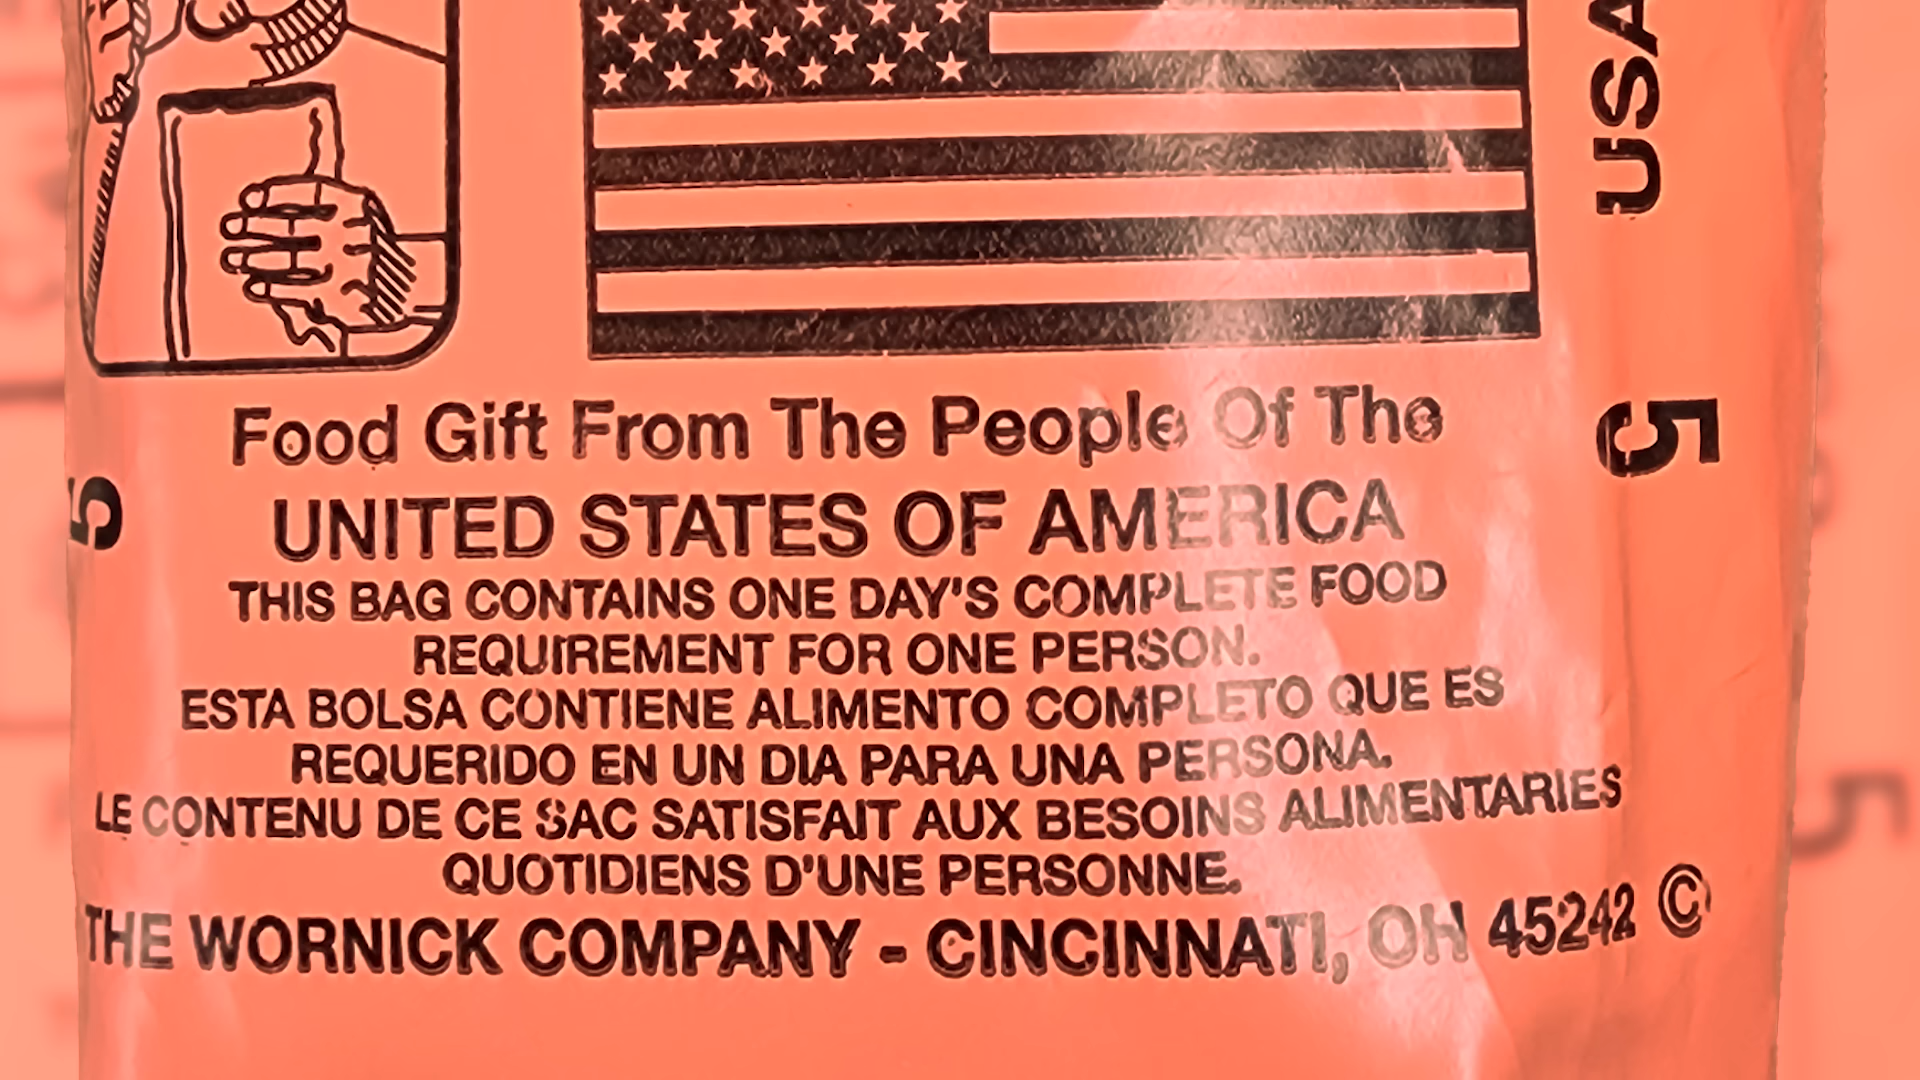 USA
5
5
Food Gift From The People Of The
UNITED STATES OF AMERICA
THIS BAG CONTAINS ONE DAY'S COMPLETE FOOD
REQUIREMENT FOR ONE PERSON.
ESTA BOLSA CONTIENE ALIMENTO COMPLETO QUE ES
REQUERIDO EN UN DIA PARA UNA PERSONA.
LE CONTENU DE CE SAC SATISFAIT AUX BESOINS ALIMENTARIES
QUOTIDIENS D'UNE PERSONNE.
THE WORNICK COMPANY - CINCINNATI, OH 45242 ©
5